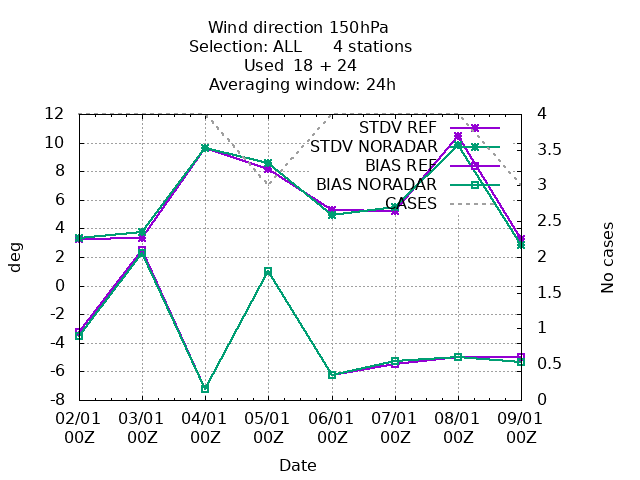 Wind direction 150hPa
Selection: ALL 4 stations
Used 18 + 24
Averaging window: 24h
deg
No cases
12
10
8
6
4
2
0
-2
-4
-6
-8
4
3.5
3
2.5
2
1.5
1
0.5
0
STDV REF
STDV NORADAR
BIAS REF
BIAS NORADAR
CASES
02/01 03/01 04/01 05/01 06/01 07/01 08/01 09/01
00Z 00Z 00Z 00Z 00Z 00Z 00Z 00Z
Date